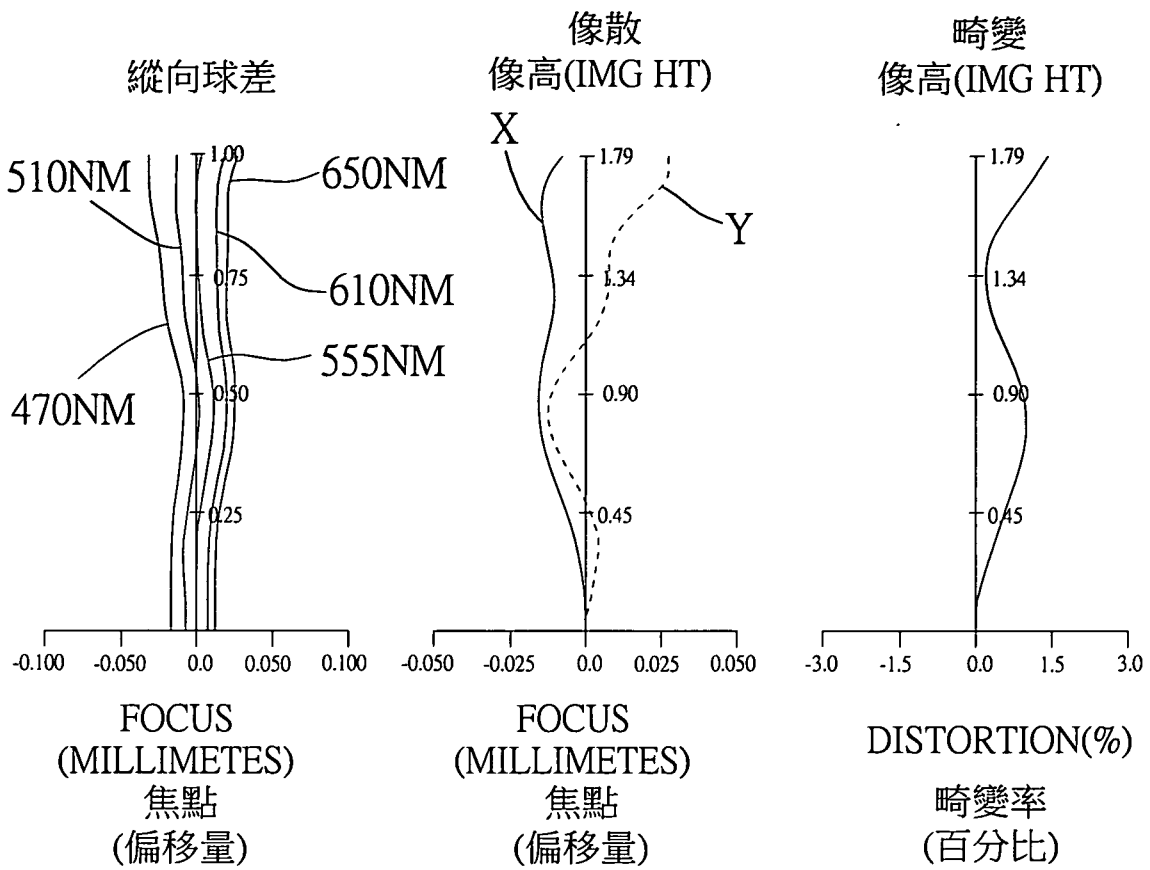 縱向球差
510NM
470NM
650NM
610NM
555NM
1.00
0.75
0.50
0.25
-0.100 -0.050 0.0 0.050 0.100
FOCUS
(MILLIMETES)
焦點
(偏移量)
像散
像高(IMG HT)
X
Y
1.79
1.34
0.90
0.45
-0.050 -0.025 0.0 0.025 0.050
FOCUS
(MILLIMETES)
焦點
(偏移量)
畸變
像高(IMG HT)
1.79
1.34
0.90
0.45
-3.0 -1.5 0.0 1.5 3.0
DISTORTION(%)
畸變率
(百分比)